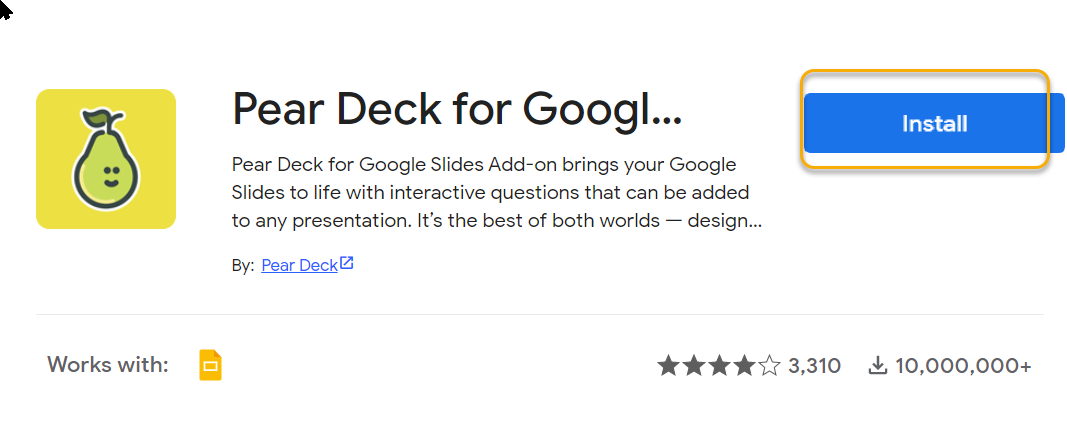 Pear Deck for Googl...
Install
Pear Deck for Google Slides Add-on brings your Google
Slides to life with interactive questions that can be added
to any presentation. It’s the best of both worlds — design...
By: Pear Deck
Works with:
3,310
10,000,000+